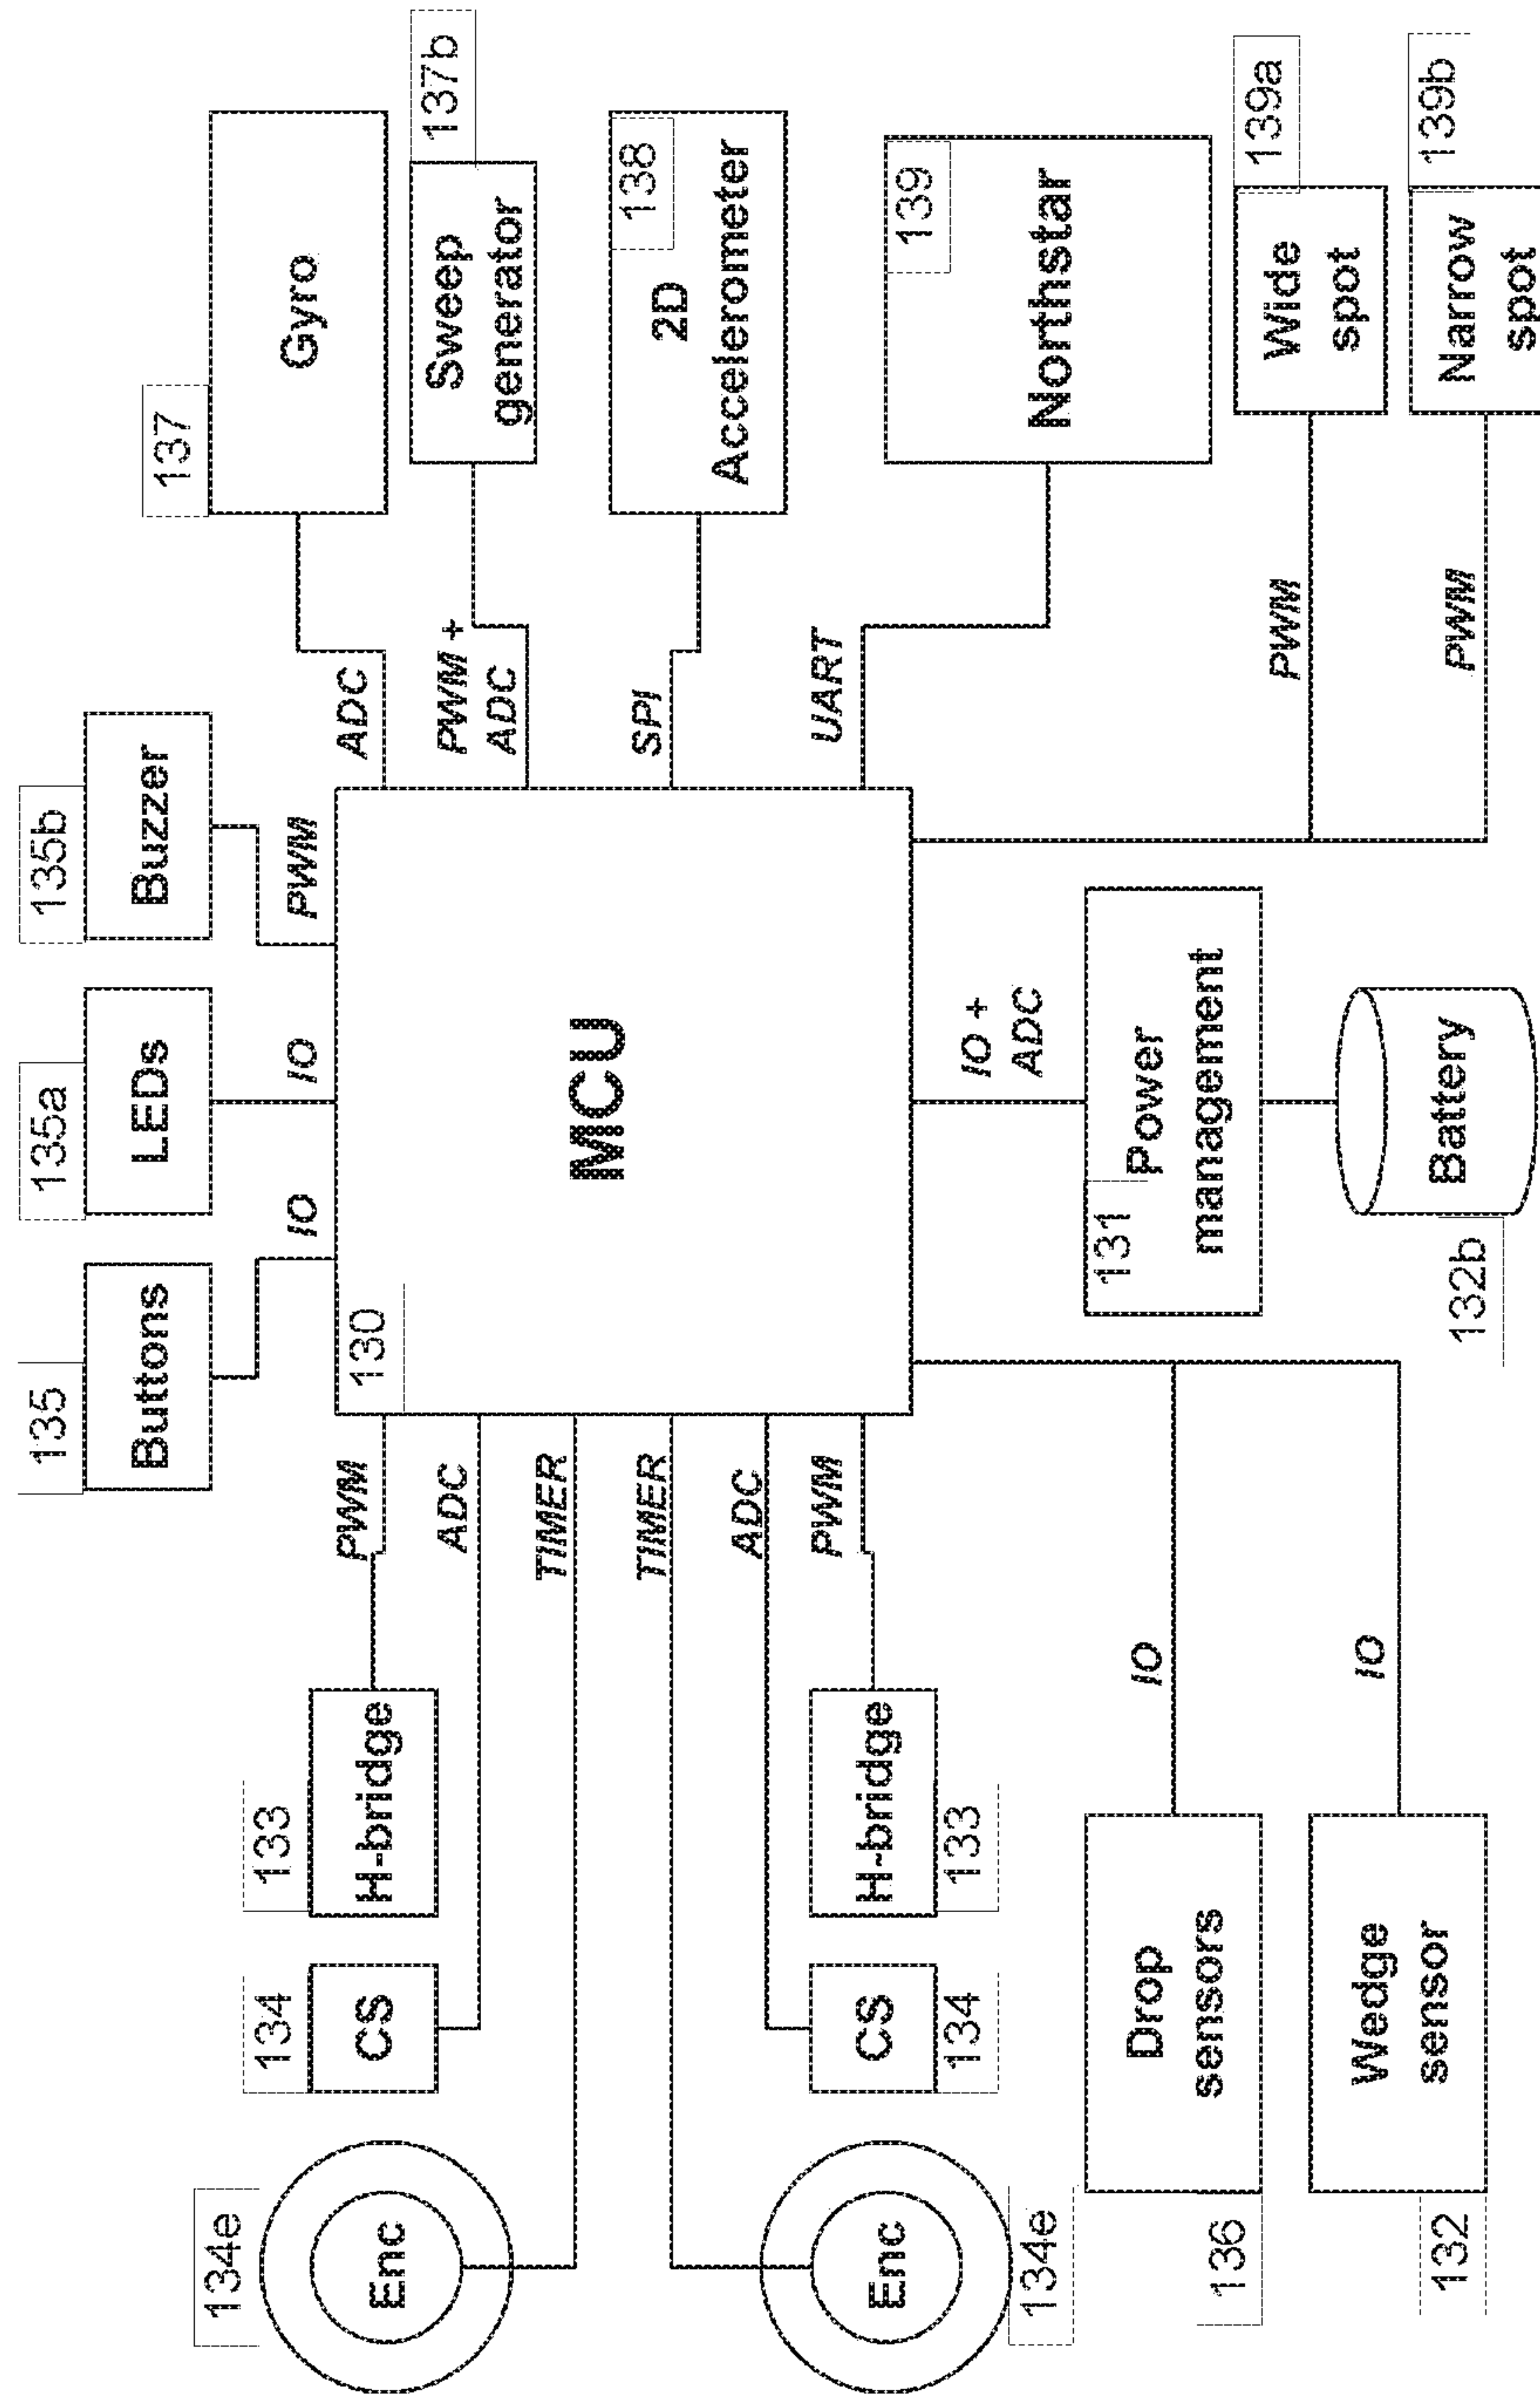 135
Buttons
IO
135a
LEDs
IO
135b
Buzzer
PWM
134e
Enc
134
CS
133
H-bridge
PWM
ADC
TIMER
TIMER
ADC
PWM
134e
Enc
134
CS
133
H-bridge
130
MCU
137
Gyro
ADC
137b
Sweep
generator
PWM +
ADC
138
2D
Accelerometer
SPI
139
Northstar
UART
136
Drop
sensors
IO
132
Wedge
sensor
IO
IO +
ADC
131
Power
management
132b
Battery
139a
Wide
spot
PWM
139b
Narrow
spot
PWM